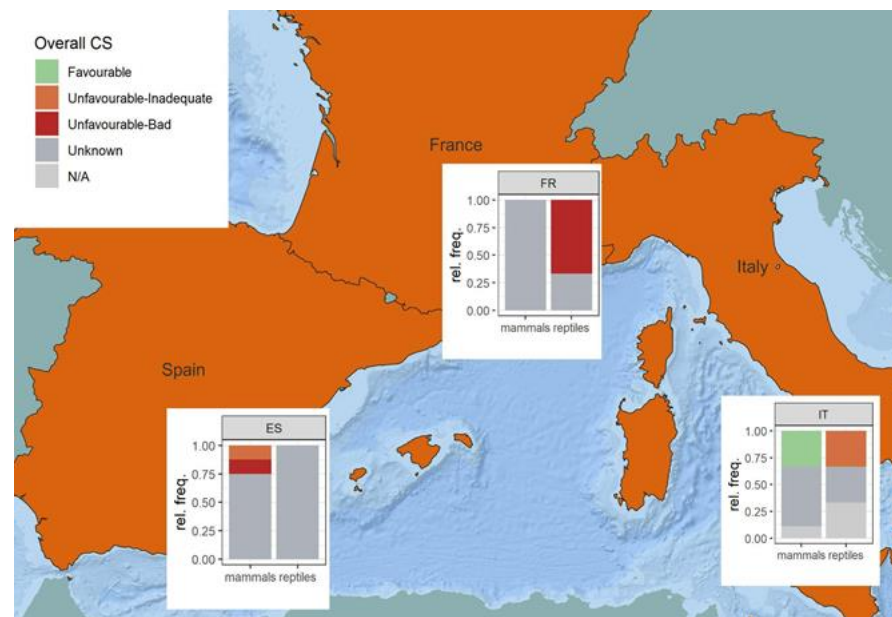 Overall CS
Favourable
Unfavourable-Inadequate
Unfavourable-Bad
Unknown
N/A
France
FR
1.00
0.75
0.50
0.25
0.00
rel. freq.
mammals reptiles
Italy
Spain
ES
1.00
0.75
0.50
0.25
0.00
rel. freq.
mammals reptiles
IT
1.00
0.75
0.50
0.25
0.00
rel. freq.
mammals reptiles